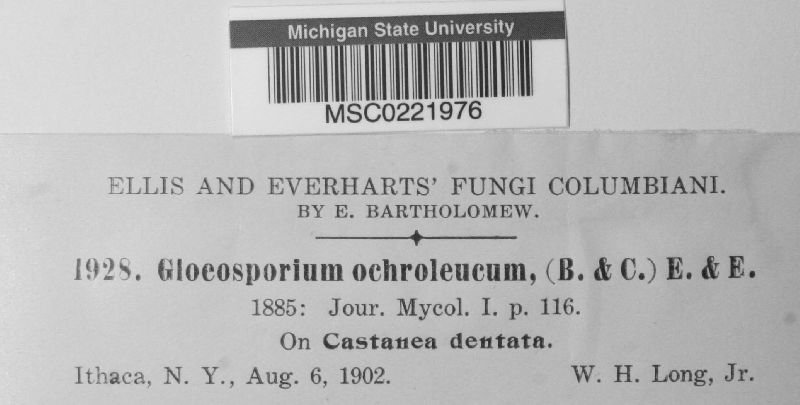 Michigan State University
MSC0221976
ELLIS AND EVERHARTS' FUNGI COLUMBIANI.
BY E. BARTHOLOMEW.
1928. Gloeosporium ochroleucum, (B. & C.) E. & E.
1885: Jour. Mycol. I. p. 116.
On Castanea dentata.
Ithaca, N. Y., Aug. 6, 1902. W. H. Long, Jr.